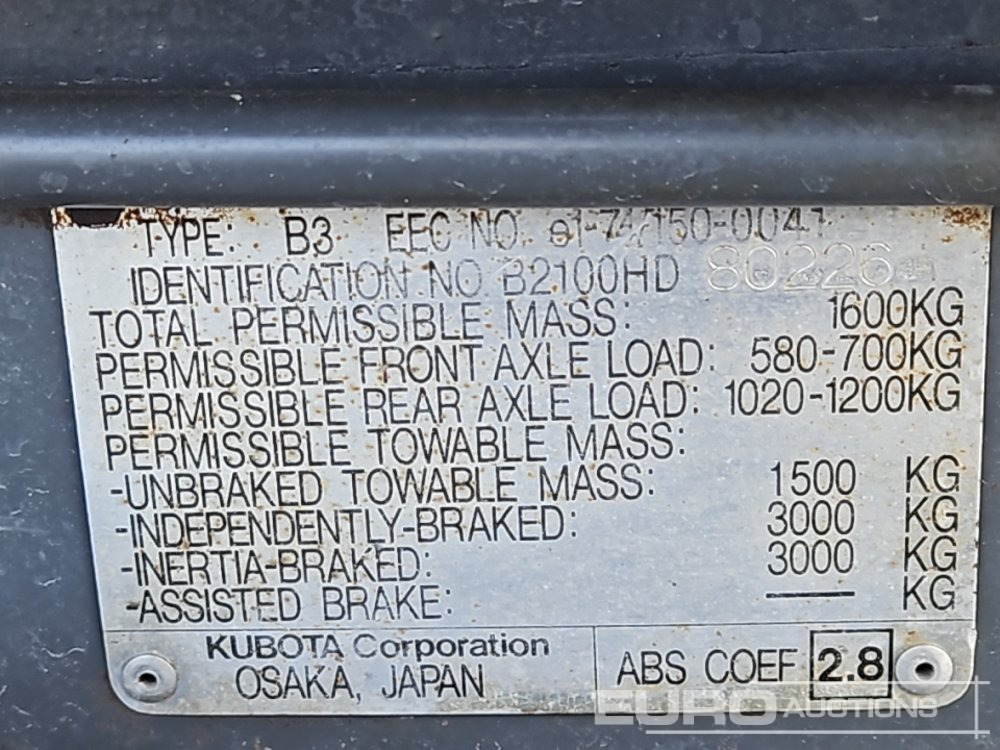 TYPE: B3 EEC NO. e1-74/150-0041
IDENTIFICATION NO B2100HD 80226
TOTAL PERMISSIBLE MASS: 1600KG
PERMISSIBLE FRONT AXLE LOAD: 580-700KG
PERMISSIBLE REAR AXLE LOAD: 1020-1200KG
PERMISSIBLE TOWABLE MASS:
-UNBRAKED TOWABLE MASS: 1500 KG
-INDEPENDENTLY-BRAKED: 3000 KG
-INERTIA-BRAKED: 3000 KG
-ASSISTED BRAKE: —— KG
KUBOTA Corporation
OSAKA, JAPAN
ABS COEF 2.8
EURO AUCTIONS